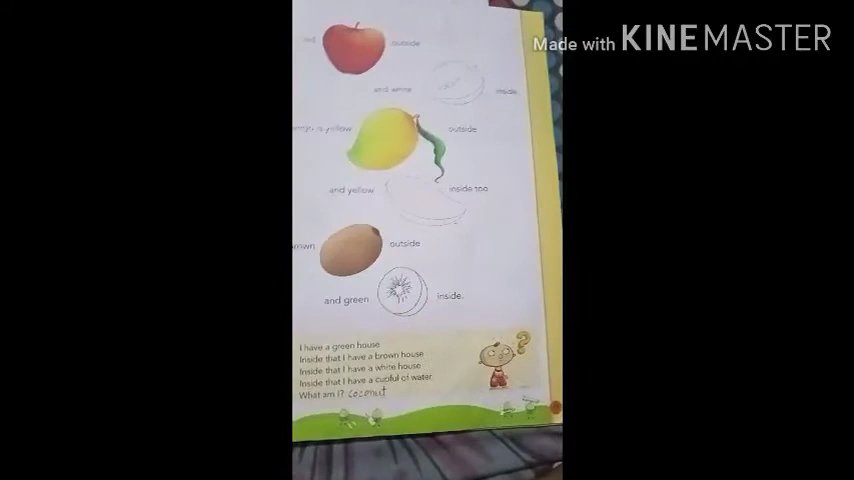 Made with KINEMASTER
red outside
and white inside.
is yellow outside
and yellow inside too
outside
and green inside.
I have a green house
Inside that I have a brown house
Inside that I have a white house
Inside that I have a cupful of water
What am I? coconut